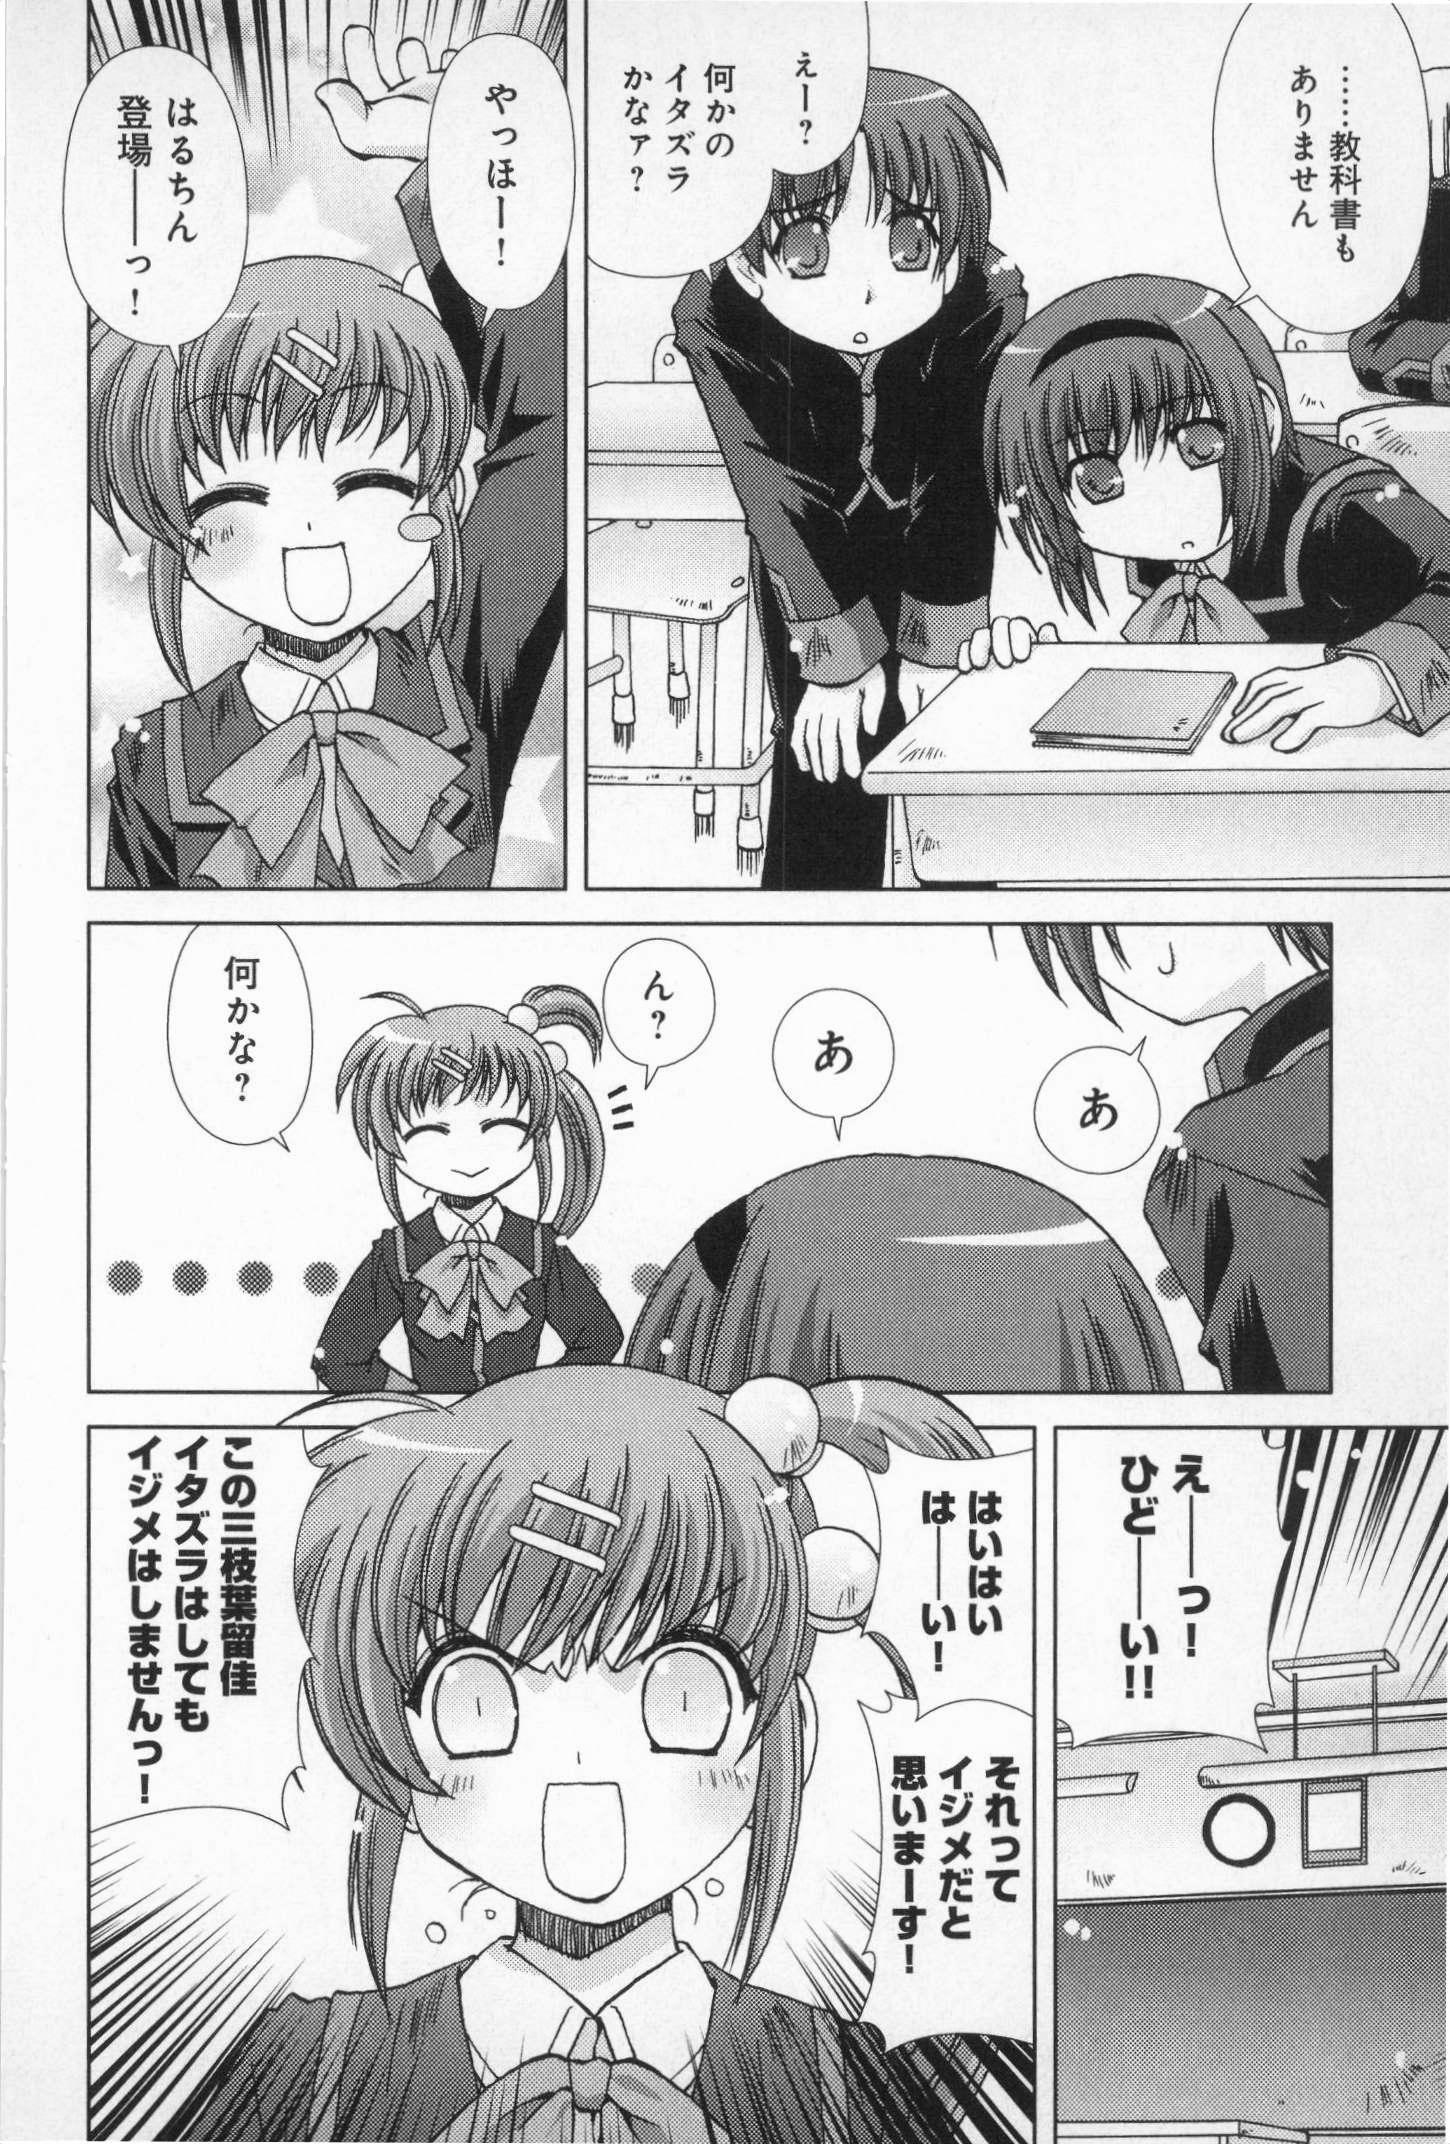 ……教科書も
ありません
えー？
何かの
イタズラ
かなァ？
やっほー！
はるちん
登場――っ！
あ
あ
ん？
何かな？
え――っ！
ひど――い!!
はいはい
は――い！
それって
イジメだと
思いまーす！
この三枝葉留佳
イタズラはしても
イジメはしませんっ！